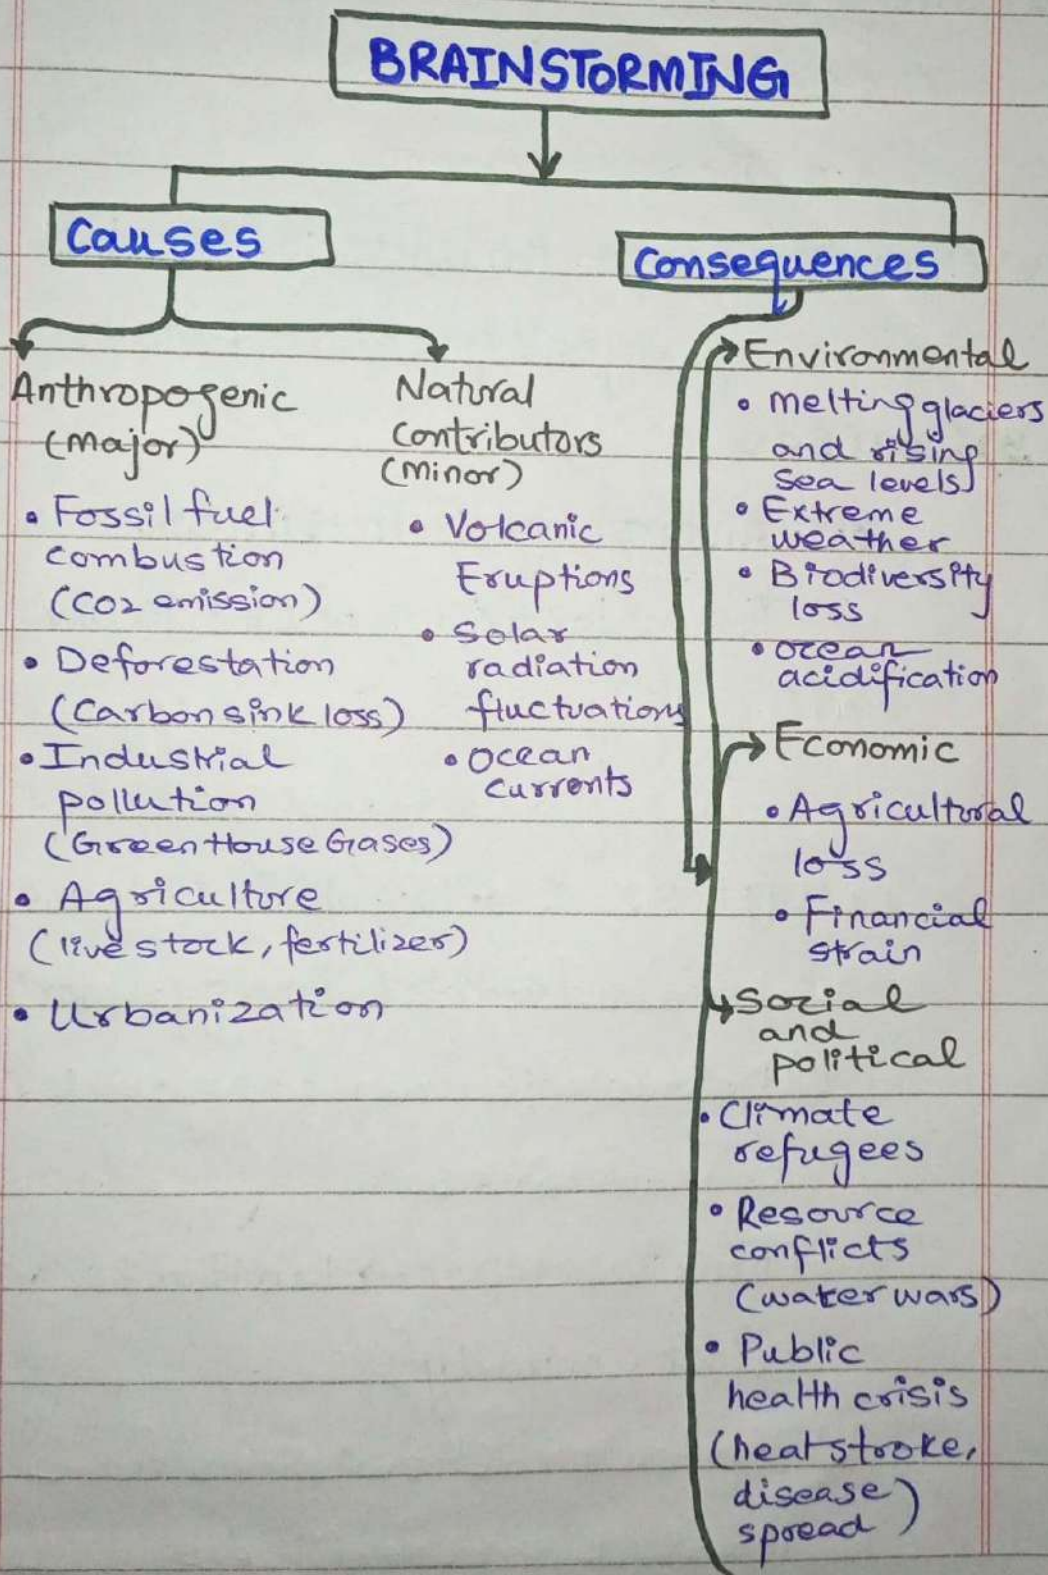 BRAINSTORMING
Causes
Anthropogenic
(Major)
• Fossil fuel
combustion
(CO2 emission)
• Deforestation
(Carbon sink loss)
• Industrial
pollution
(Green House Gases)
• Agriculture
(live stock, fertilizer)
• Urbanization
Natural
Contributors
(Minor)
• Volcanic
Eruptions
• Solar
radiation
fluctuations
• Ocean
currents
Consequences
Environmental
• Melting glaciers
and rising
sea levels
• Extreme
weather
• Biodiversity
loss
• Ocean
acidification
Economic
• Agricultural
loss
• Financial
strain
Social
and
political
• Climate
refugees
• Resource
conflicts
(water wars)
• Public
health crisis
(heat stroke,
disease
spread)